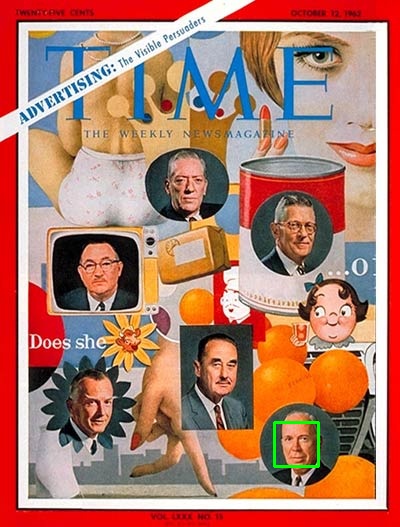 TWENTY-FIVE CENTS
OCTOBER 12, 1962
ADVERTISING: The Visible Persuaders
TIME
THE WEEKLY NEWSMAGAZINE
...o
Does she
VOL. LXXX NO. 15